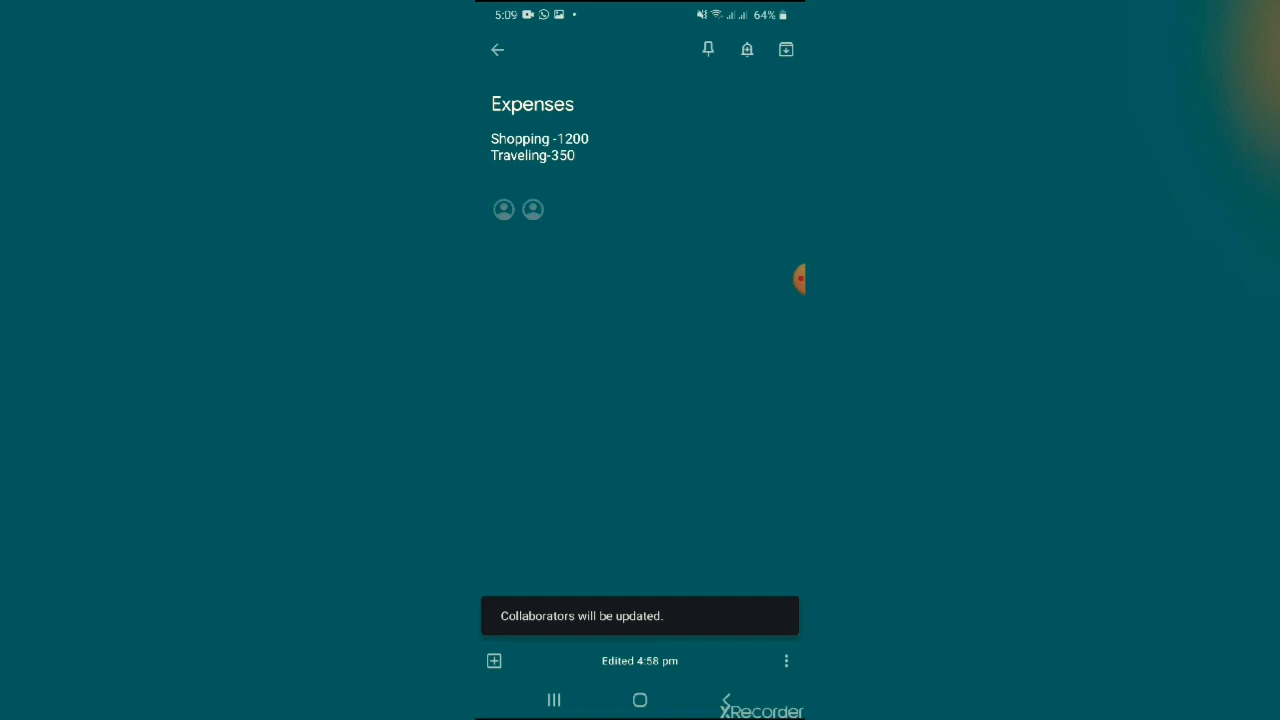 5:09 64%
Expenses
Shopping -1200
Traveling-350
Collaborators will be updated.
Edited 4:58 pm
XRecorder